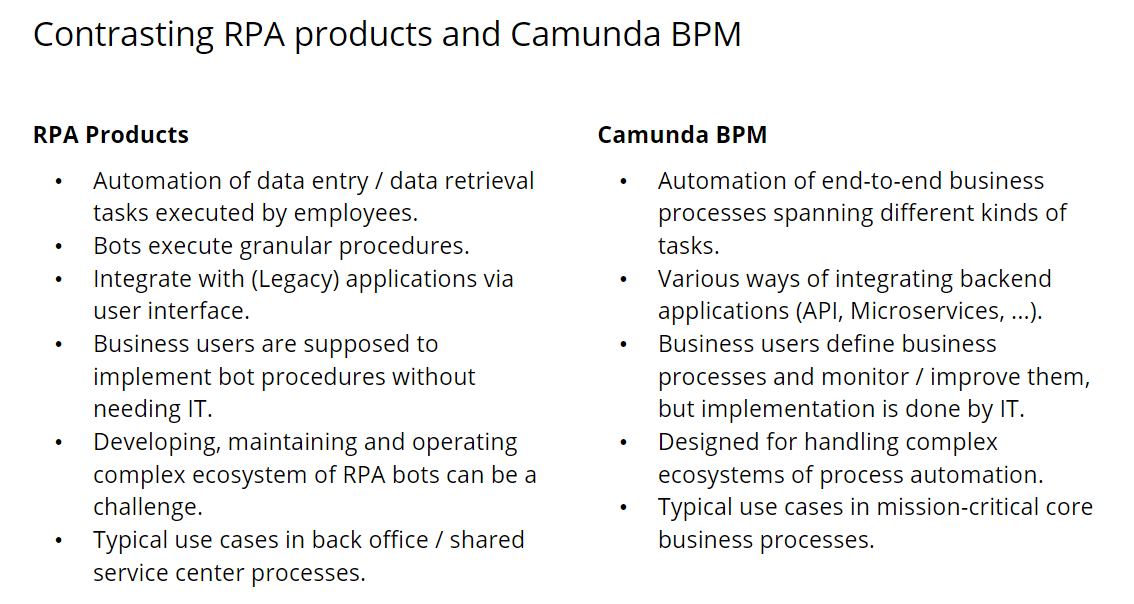 Contrasting RPA products and Camunda BPM
RPA Products
• Automation of data entry / data retrieval
tasks executed by employees.
• Bots execute granular procedures.
• Integrate with (Legacy) applications via
user interface.
• Business users are supposed to
implement bot procedures without
needing IT.
• Developing, maintaining and operating
complex ecosystem of RPA bots can be a
challenge.
• Typical use cases in back office / shared
service center processes.
Camunda BPM
• Automation of end-to-end business
processes spanning different kinds of
tasks.
• Various ways of integrating backend
applications (API, Microservices, ...).
• Business users define business
processes and monitor / improve them,
but implementation is done by IT.
• Designed for handling complex
ecosystems of process automation.
• Typical use cases in mission-critical core
business processes.